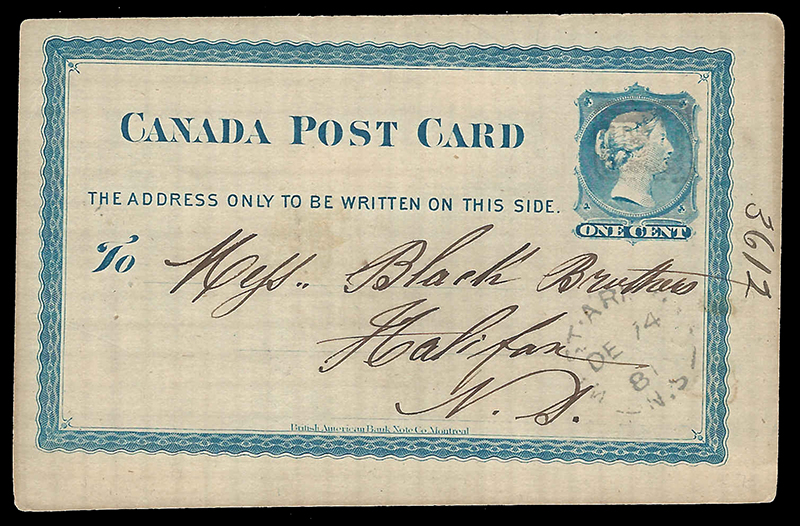 CANADA POST CARD
ONE CENT
THE ADDRESS ONLY TO BE WRITTEN ON THIS SIDE.
To Mess. Black Brothers
Halifax
N.S.
DE 14
N.S
3612
British American Bank Note Co. Montreal